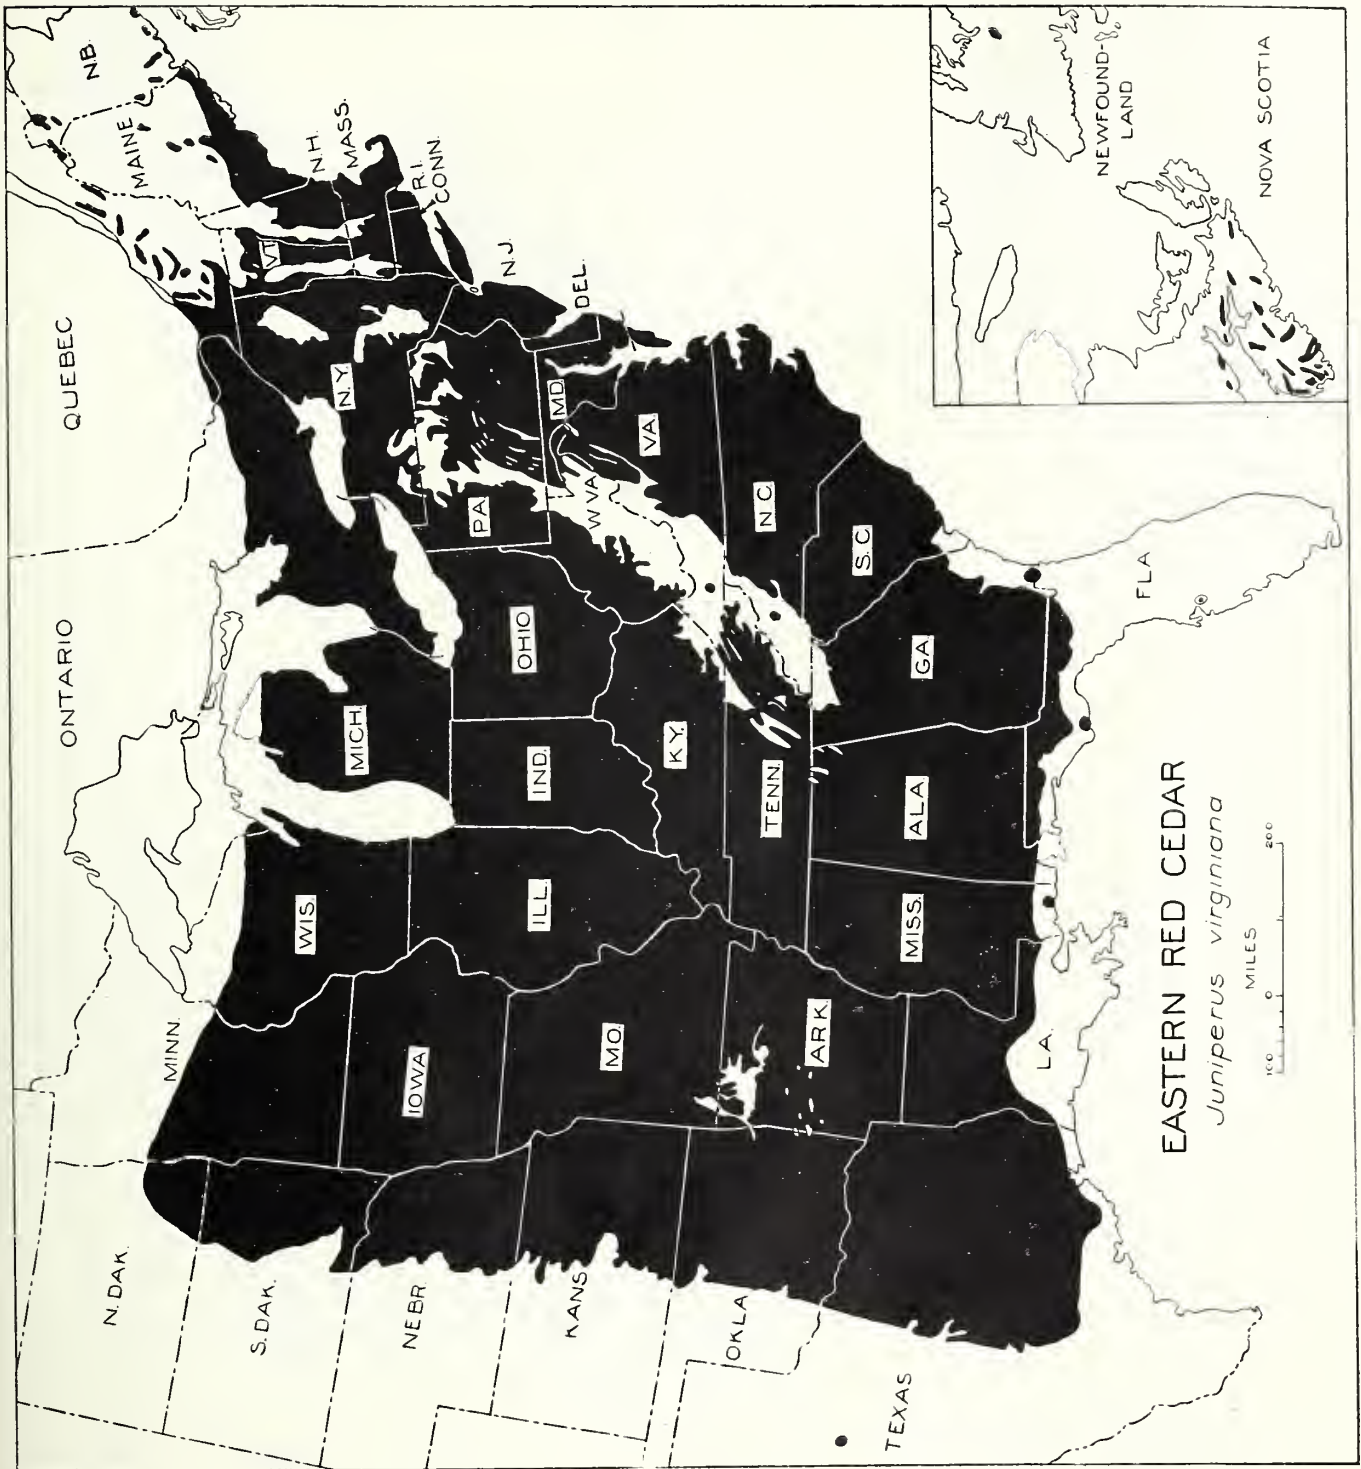 QUEBEC
ONTARIO
N.B.
MAINE
VT.
N.H.
MASS.
R.I.
CONN.
N.Y.
N.J.
PA.
DEL.
MD.
W.VA.
VA.
N.C.
S.C.
GA.
FLA
OHIO
MICH.
IND.
KY.
TENN.
ALA.
WIS.
ILL.
MISS.
MINN.
IOWA
MO.
ARK.
LA.
N. DAK.
S. DAK.
NEBR.
KANS
OKLA
TEXAS
NEWFOUND-
LAND
NOVA SCOTIA
EASTERN RED CEDAR
Juniperus virginiana
MILES
100 0 200